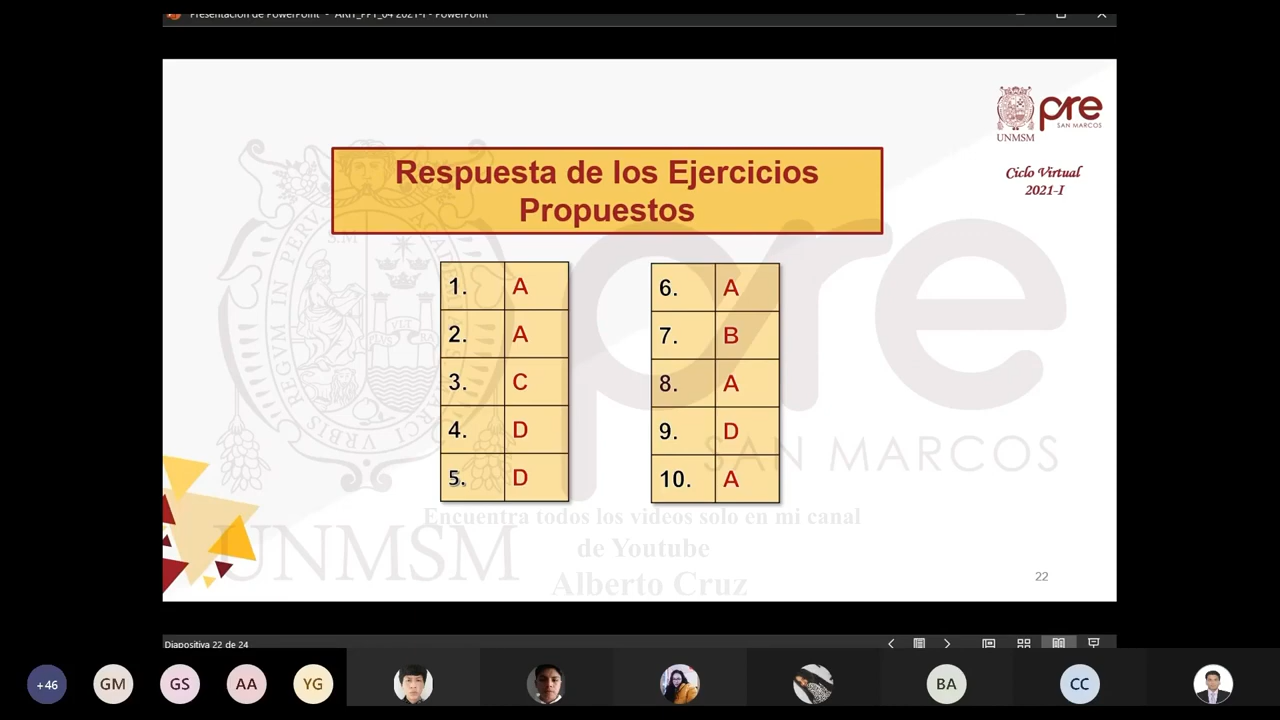 Presentación de PowerPoint - ARIT_PPT_04 2021-I - PowerPoint
pre
SAN MARCOS
UNMSM
Ciclo Virtual
2021-I
Respuesta de los Ejercicios
Propuestos
S.M
1. A
2. A
3. C
4. D
5. D
6. A
7. B
8. A
9. D
10. A
pre
SAN MARCOS
UNMSM
Encuentra todos los videos solo en mi canal
de Youtube
Alberto Cruz
22
Diapositiva 22 de 24
+46
GM
GS
AA
YG
BA
CC